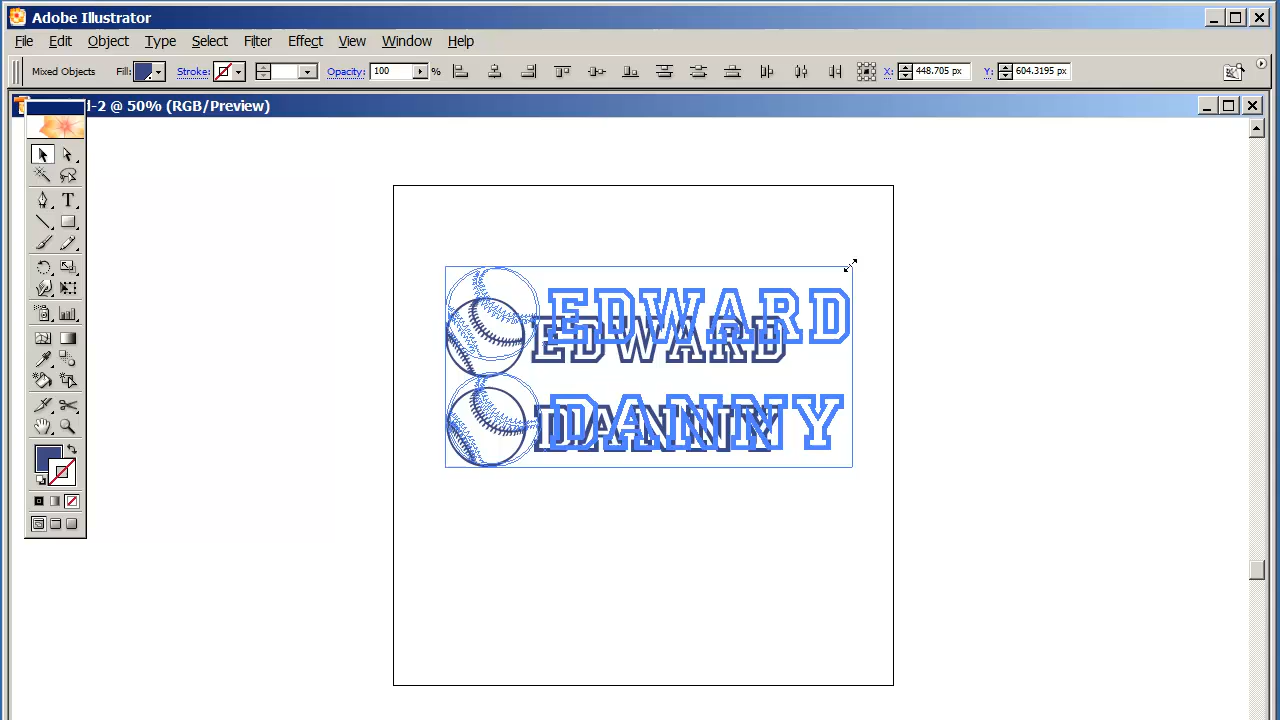 Adobe Illustrator
File Edit Object Type Select Filter Effect View Window Help
Mixed Objects Fill: Stroke: Opacity: 100 % X: 448.705 px Y: 604.3195 px
d-2 @ 50% (RGB/Preview)
T
EDWARD
EDWARD
DANNY
DANNY